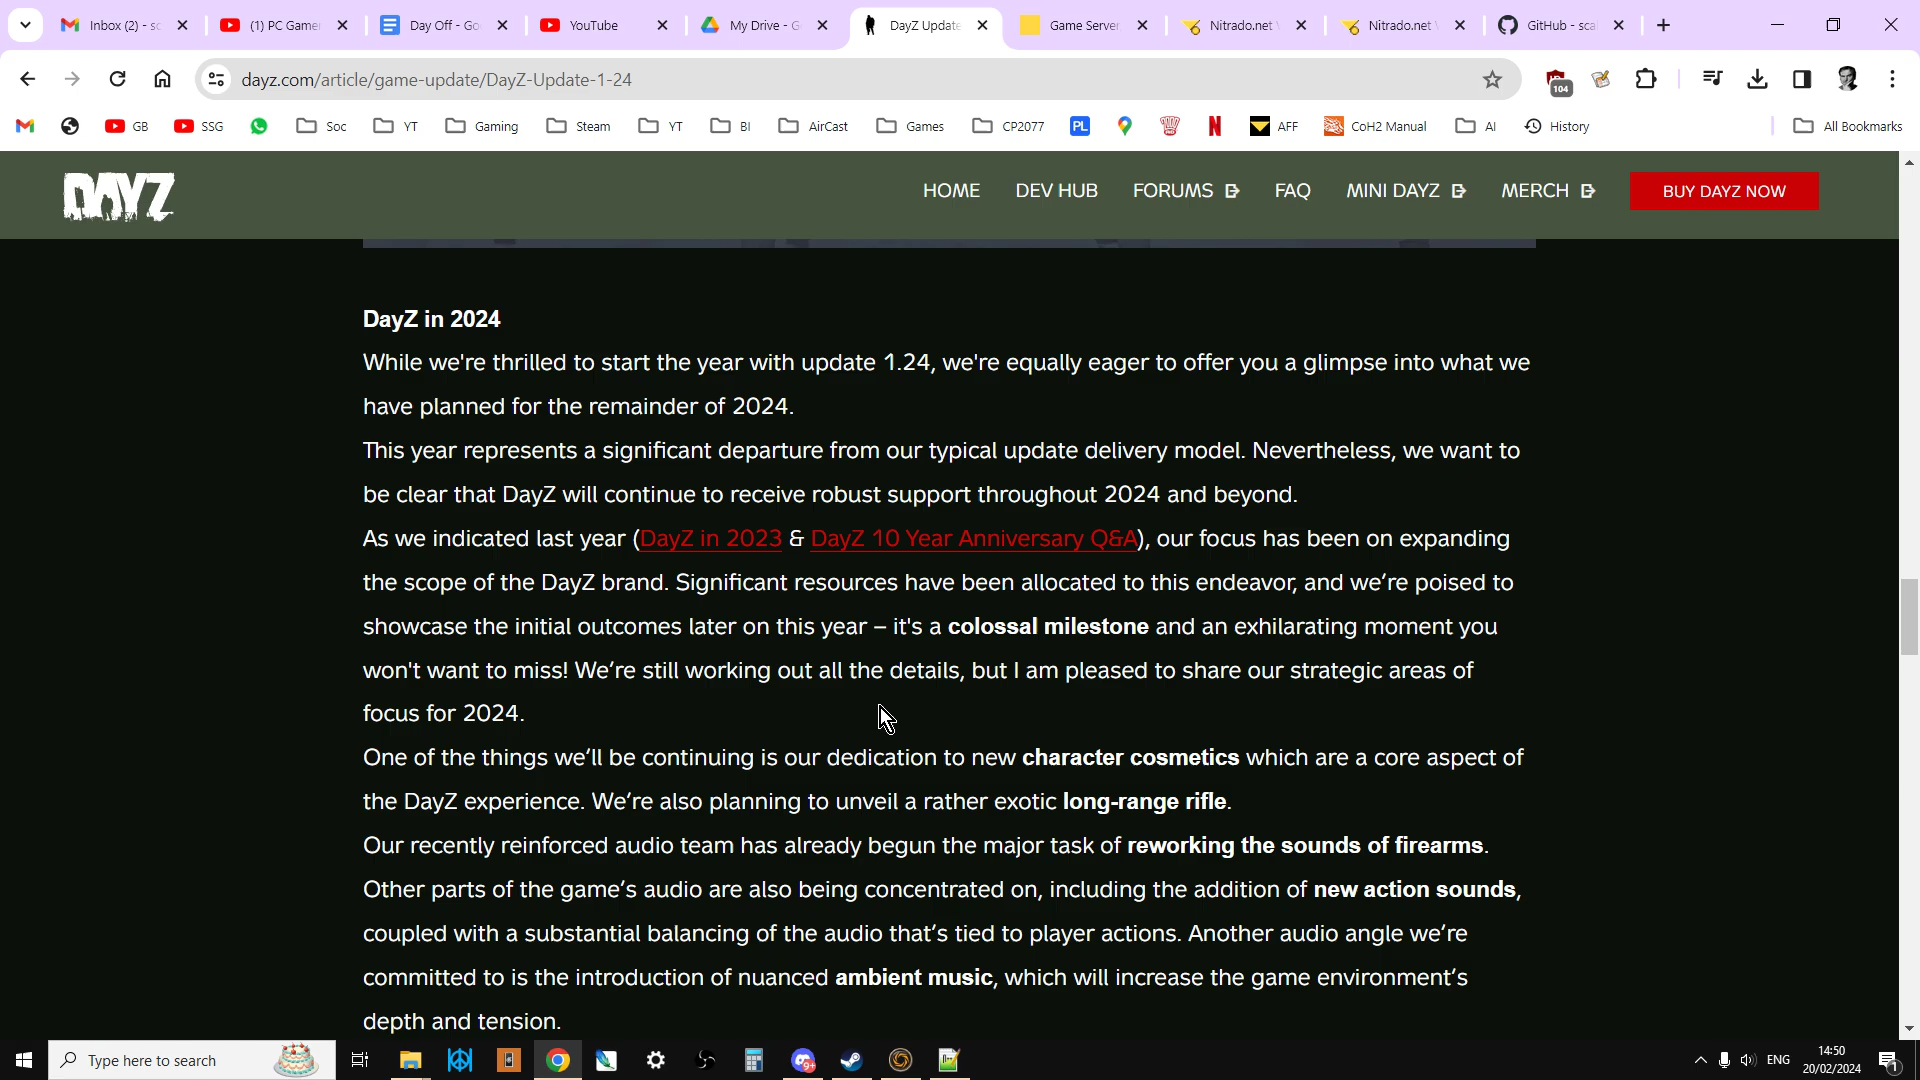 Inbox (2) - sc
(1) PC Game
Day Off - Go
YouTube
My Drive - G
DayZ Update
Game Server
Nitrado.net
Nitrado.net
GitHub - sca
dayz.com/article/game-update/DayZ-Update-1-24
104
GB
SSG
Soc
YT
Gaming
Steam
YT
BI
AirCast
Games
CP2077
PL
AFF
CoH2 Manual
AI
History
All Bookmarks
DAYZ
HOME
DEV HUB
FORUMS
FAQ
MINI DAYZ
MERCH
BUY DAYZ NOW
DayZ in 2024
While we're thrilled to start the year with update 1.24, we're equally eager to offer you a glimpse into what we
have planned for the remainder of 2024.
This year represents a significant departure from our typical update delivery model. Nevertheless, we want to
be clear that DayZ will continue to receive robust support throughout 2024 and beyond.
As we indicated last year (DayZ in 2023 & DayZ 10 Year Anniversary Q&A), our focus has been on expanding
the scope of the DayZ brand. Significant resources have been allocated to this endeavor, and we’re poised to
showcase the initial outcomes later on this year – it's a colossal milestone and an exhilarating moment you
won't want to miss! We’re still working out all the details, but I am pleased to share our strategic areas of
focus for 2024.
One of the things we’ll be continuing is our dedication to new character cosmetics which are a core aspect of
the DayZ experience. We’re also planning to unveil a rather exotic long-range rifle.
Our recently reinforced audio team has already begun the major task of reworking the sounds of firearms.
Other parts of the game’s audio are also being concentrated on, including the addition of new action sounds,
coupled with a substantial balancing of the audio that’s tied to player actions. Another audio angle we’re
committed to is the introduction of nuanced ambient music, which will increase the game environment’s
depth and tension.
Type here to search
9+
ENG
14:50
20/02/2024
1